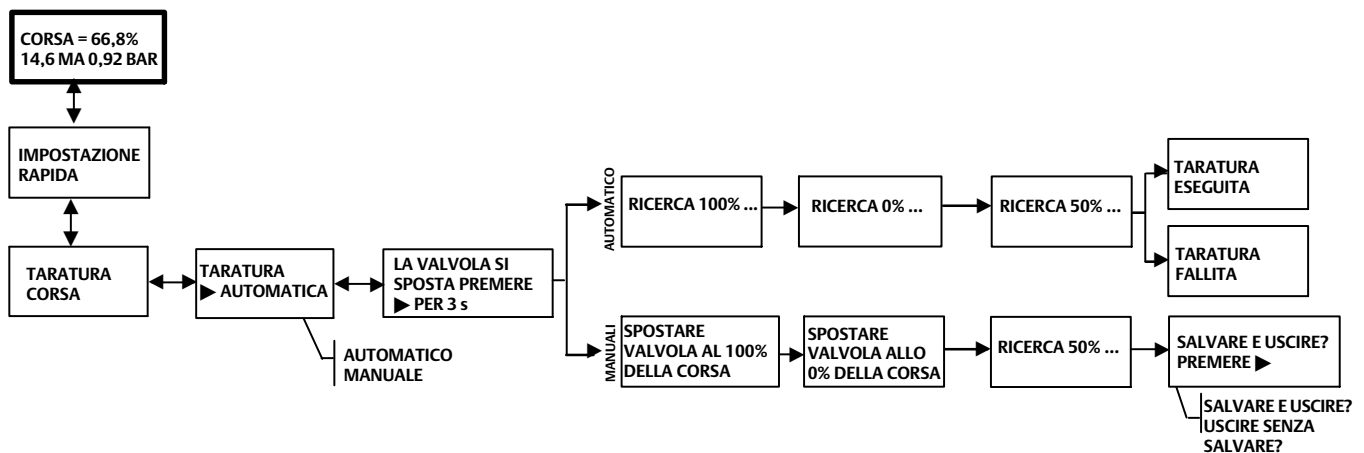 CORSA = 66,8%
14,6 MA 0,92 BAR
IMPOSTAZIONE
RAPIDA
TARATURA
CORSA
TARATURA
▶ AUTOMATICA
AUTOMATICO
MANUALE
LA VALVOLA SI
SPOSTA PREMERE
▶ PER 3 s
AUTOMATICO
RICERCA 100% ...
RICERCA 0% ...
RICERCA 50% ...
TARATURA
ESEGUITA
TARATURA
FALLITA
MANUALI
SPOSTARE
VALVOLA AL 100%
DELLA CORSA
SPOSTARE
VALVOLA ALLO
0% DELLA CORSA
RICERCA 50% ...
SALVARE E USCIRE?
PREMERE ▶
SALVARE E USCIRE?
USCIRE SENZA
SALVARE?